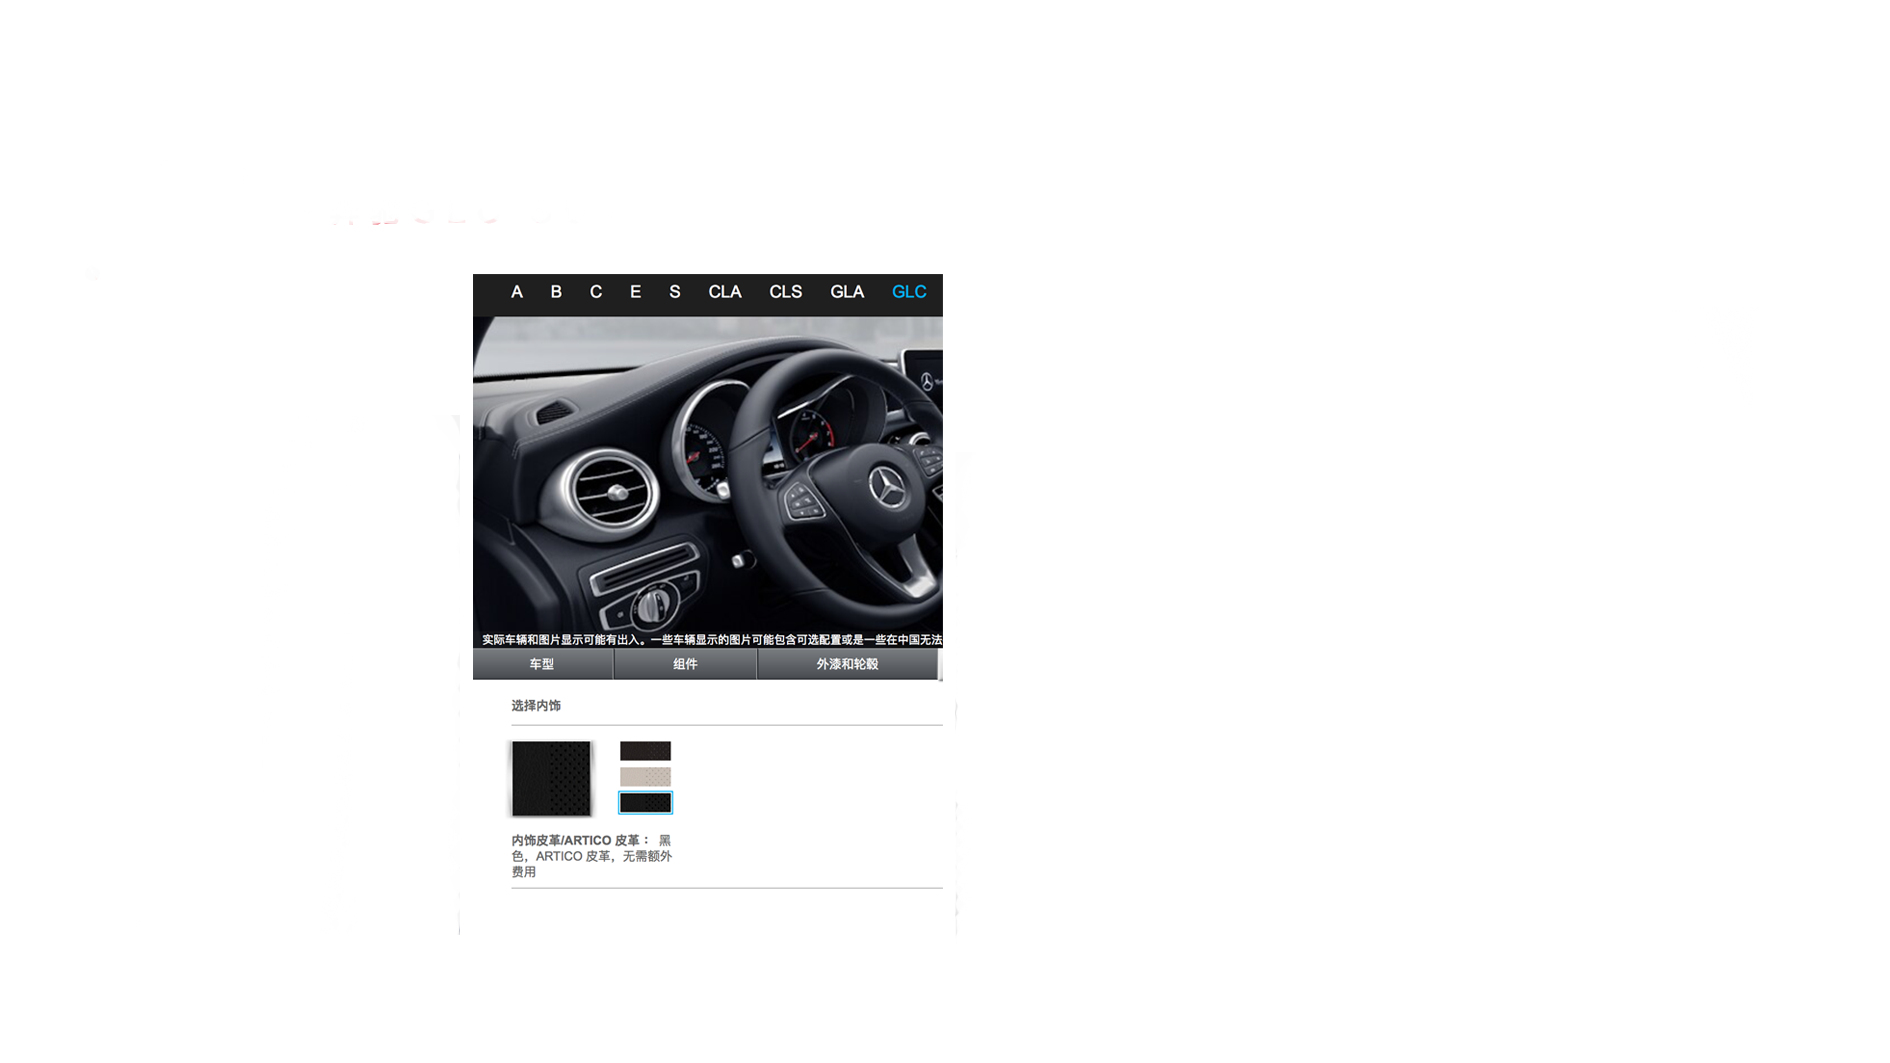 A B C E S CLA CLS GLA GLC
实际车辆和图片显示可能有出入。一些车辆显示的图片可能包含可选配置或是一些在中国无法
车型 组件 外漆和轮毂
选择内饰
内饰皮革/ARTICO 皮革： 黑
色，ARTICO 皮革，无需额外
费用